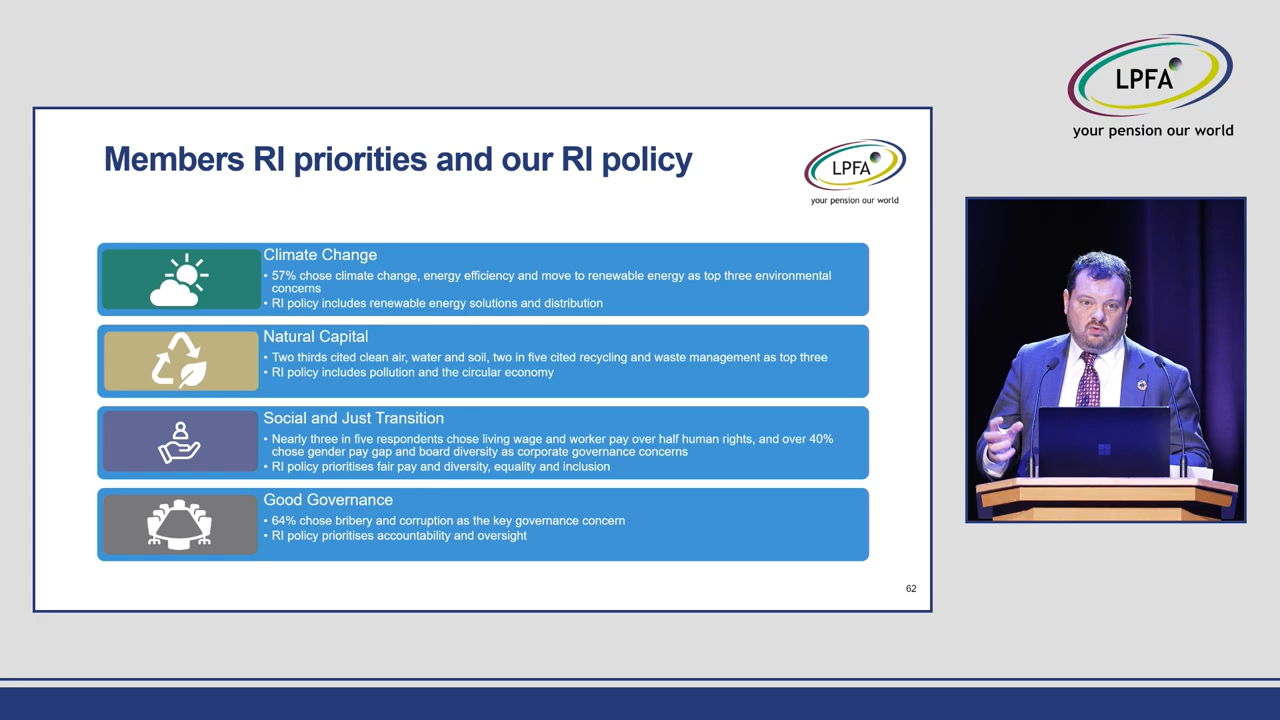 LPFA
your pension our world
Members RI priorities and our RI policy
LPFA
your pension our world
Climate Change
• 57% chose climate change, energy efficiency and move to renewable energy as top three environmental
concerns
• RI policy includes renewable energy solutions and distribution
Natural Capital
• Two thirds cited clean air, water and soil, two in five cited recycling and waste management as top three
• RI policy includes pollution and the circular economy
Social and Just Transition
• Nearly three in five respondents chose living wage and worker pay over half human rights, and over 40%
chose gender pay gap and board diversity as corporate governance concerns
• RI policy prioritises fair pay and diversity, equality and inclusion
Good Governance
• 64% chose bribery and corruption as the key governance concern
• RI policy prioritises accountability and oversight
62